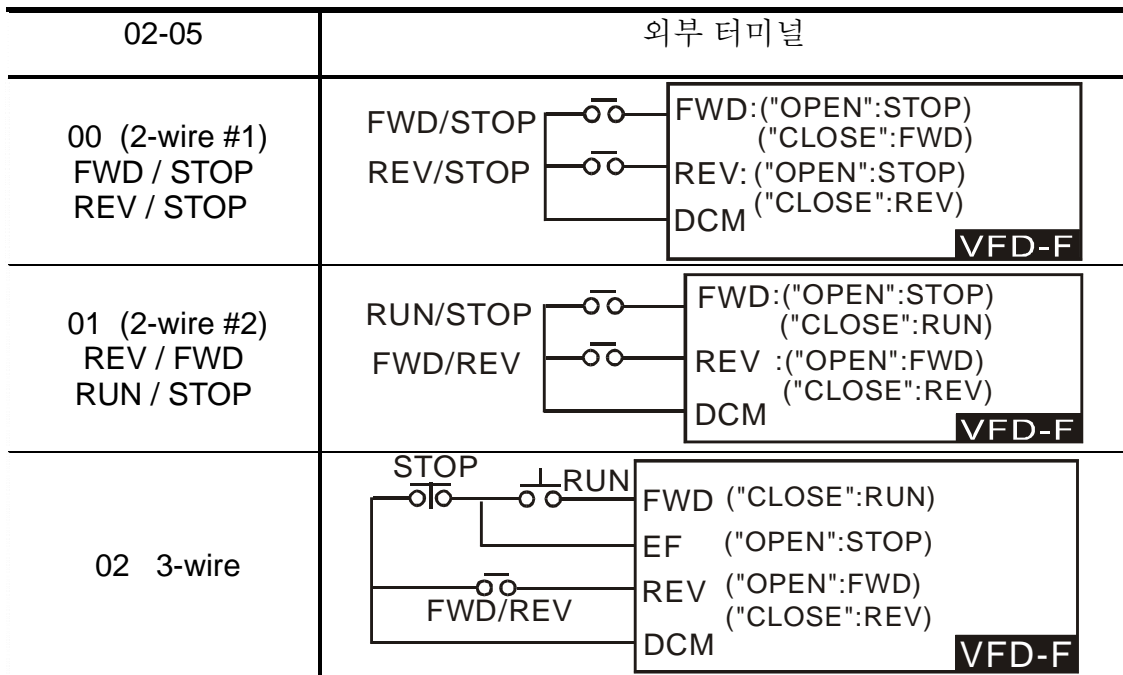 02-05
외부 터미널
00 (2-wire #1)
FWD / STOP
REV / STOP
FWD/STOP
REV/STOP
FWD:("OPEN":STOP)
("CLOSE":FWD)
REV: ("OPEN":STOP)
("CLOSE":REV)
DCM
VFD-F
01 (2-wire #2)
REV / FWD
RUN / STOP
RUN/STOP
FWD/REV
FWD:("OPEN":STOP)
("CLOSE":RUN)
REV :("OPEN":FWD)
("CLOSE":REV)
DCM
VFD-F
02 3-wire
STOP
RUN
FWD/REV
FWD ("CLOSE":RUN)
EF ("OPEN":STOP)
REV ("OPEN":FWD)
("CLOSE":REV)
DCM
VFD-F